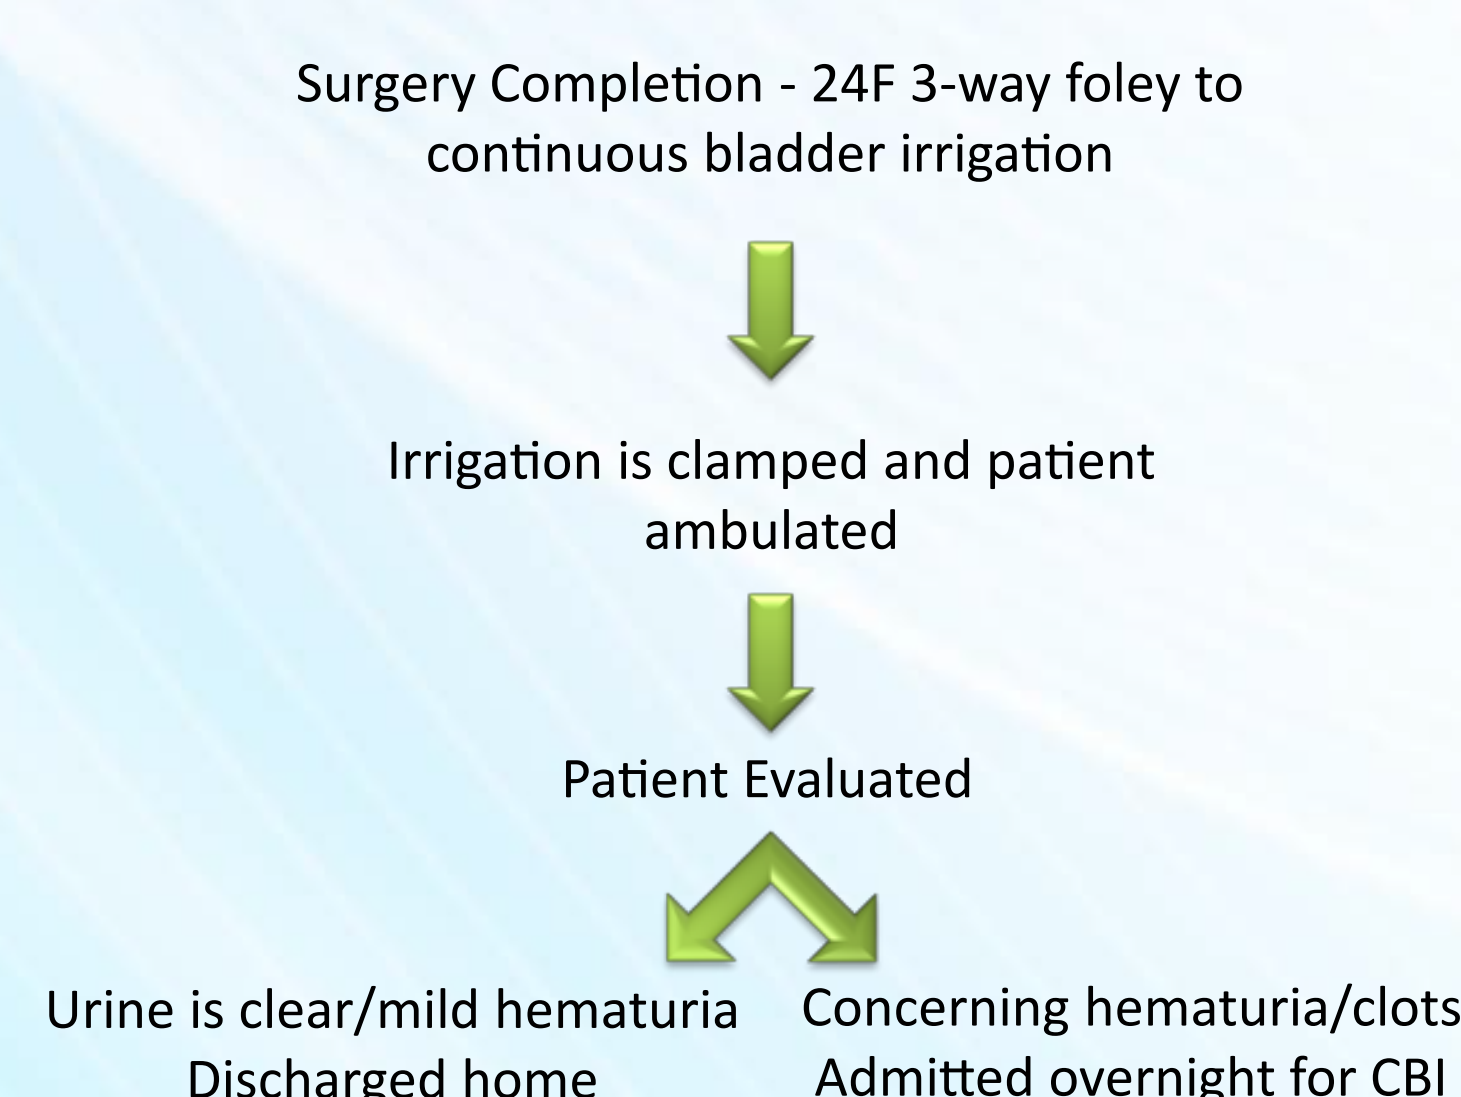 Surgery Completion - 24F 3-way foley to
continuous bladder irrigation
Irrigation is clamped and patient
ambulated
Patient Evaluated
Urine is clear/mild hematuria
Discharged home
Concerning hematuria/clots
Admitted overnight for CBI